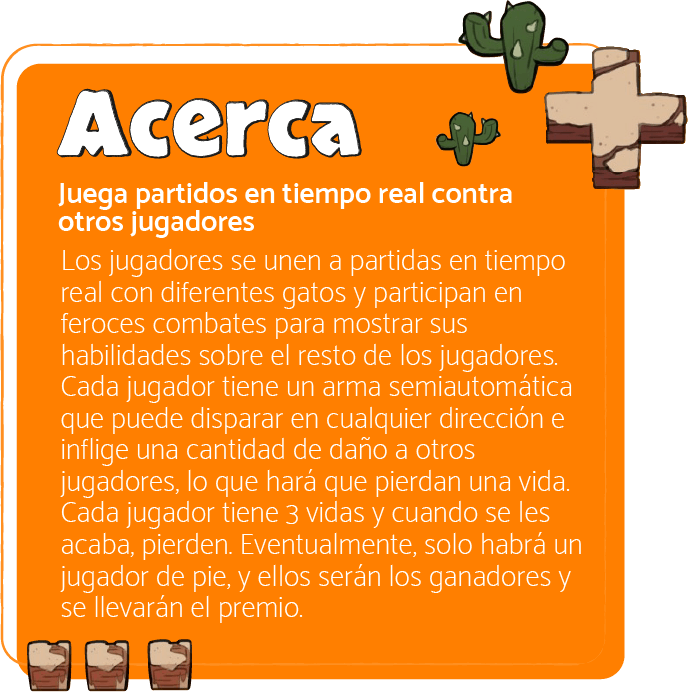 Acerca
Juega partidos en tiempo real contra
otros jugadores
Los jugadores se unen a partidas en tiempo
real con diferentes gatos y participan en
feroces combates para mostrar sus
habilidades sobre el resto de los jugadores.
Cada jugador tiene un arma semiautomática
que puede disparar en cualquier dirección e
inflige una cantidad de daño a otros
jugadores, lo que hará que pierdan una vida.
Cada jugador tiene 3 vidas y cuando se les
acaba, pierden. Eventualmente, solo habrá un
jugador de pie, y ellos serán los ganadores y
se llevarán el premio.